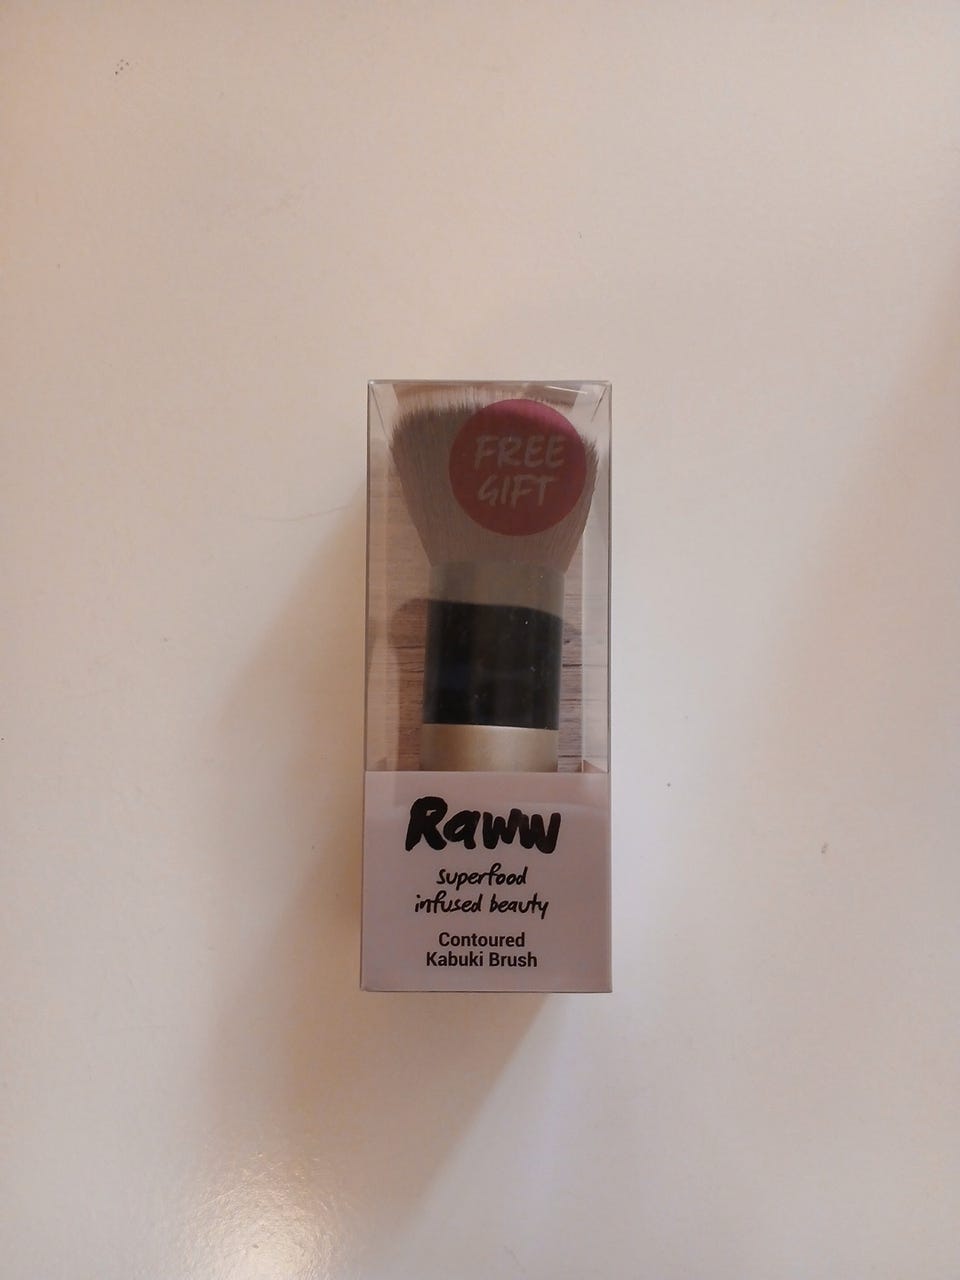 FREE
GIFT
Raww
superfood
infused beauty
Contoured
Kabuki Brush